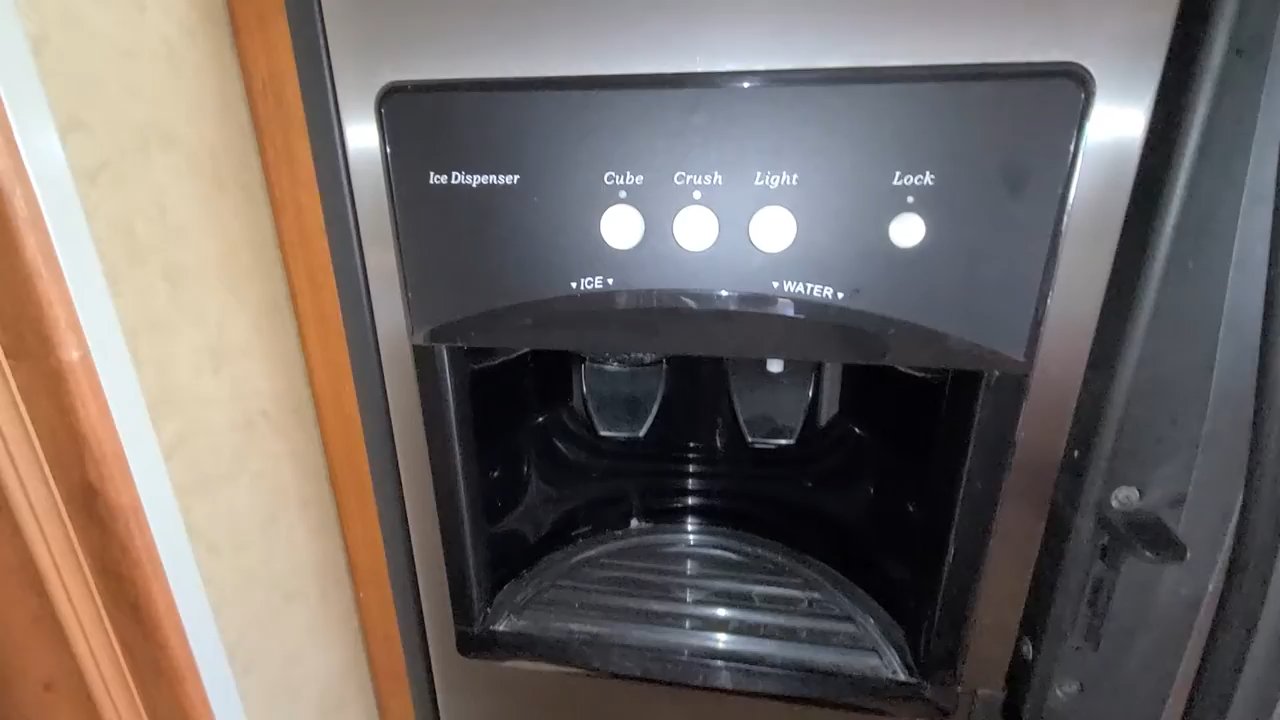 Ice Dispenser
Cube
Crush
Light
Lock
▼ ICE ▼
▼ WATER ▼